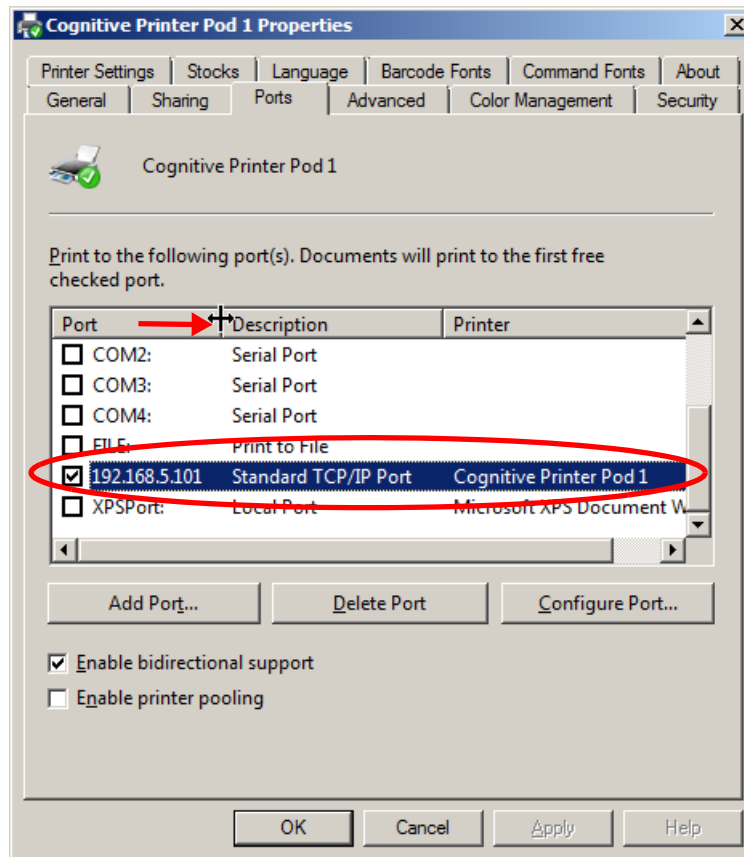 Cognitive Printer Pod 1 Properties
Printer Settings Stocks Language Barcode Fonts Command Fonts About
General Sharing Ports Advanced Color Management Security
Cognitive Printer Pod 1
Print to the following port(s). Documents will print to the first free
checked port.
Port Description Printer
COM2: Serial Port
COM3: Serial Port
COM4: Serial Port
FILE: Print to File
192.168.5.101 Standard TCP/IP Port Cognitive Printer Pod 1
XPSPort: Local Port Microsoft XPS Document W
Add Port... Delete Port Configure Port...
Enable bidirectional support
Enable printer pooling
OK Cancel Apply Help